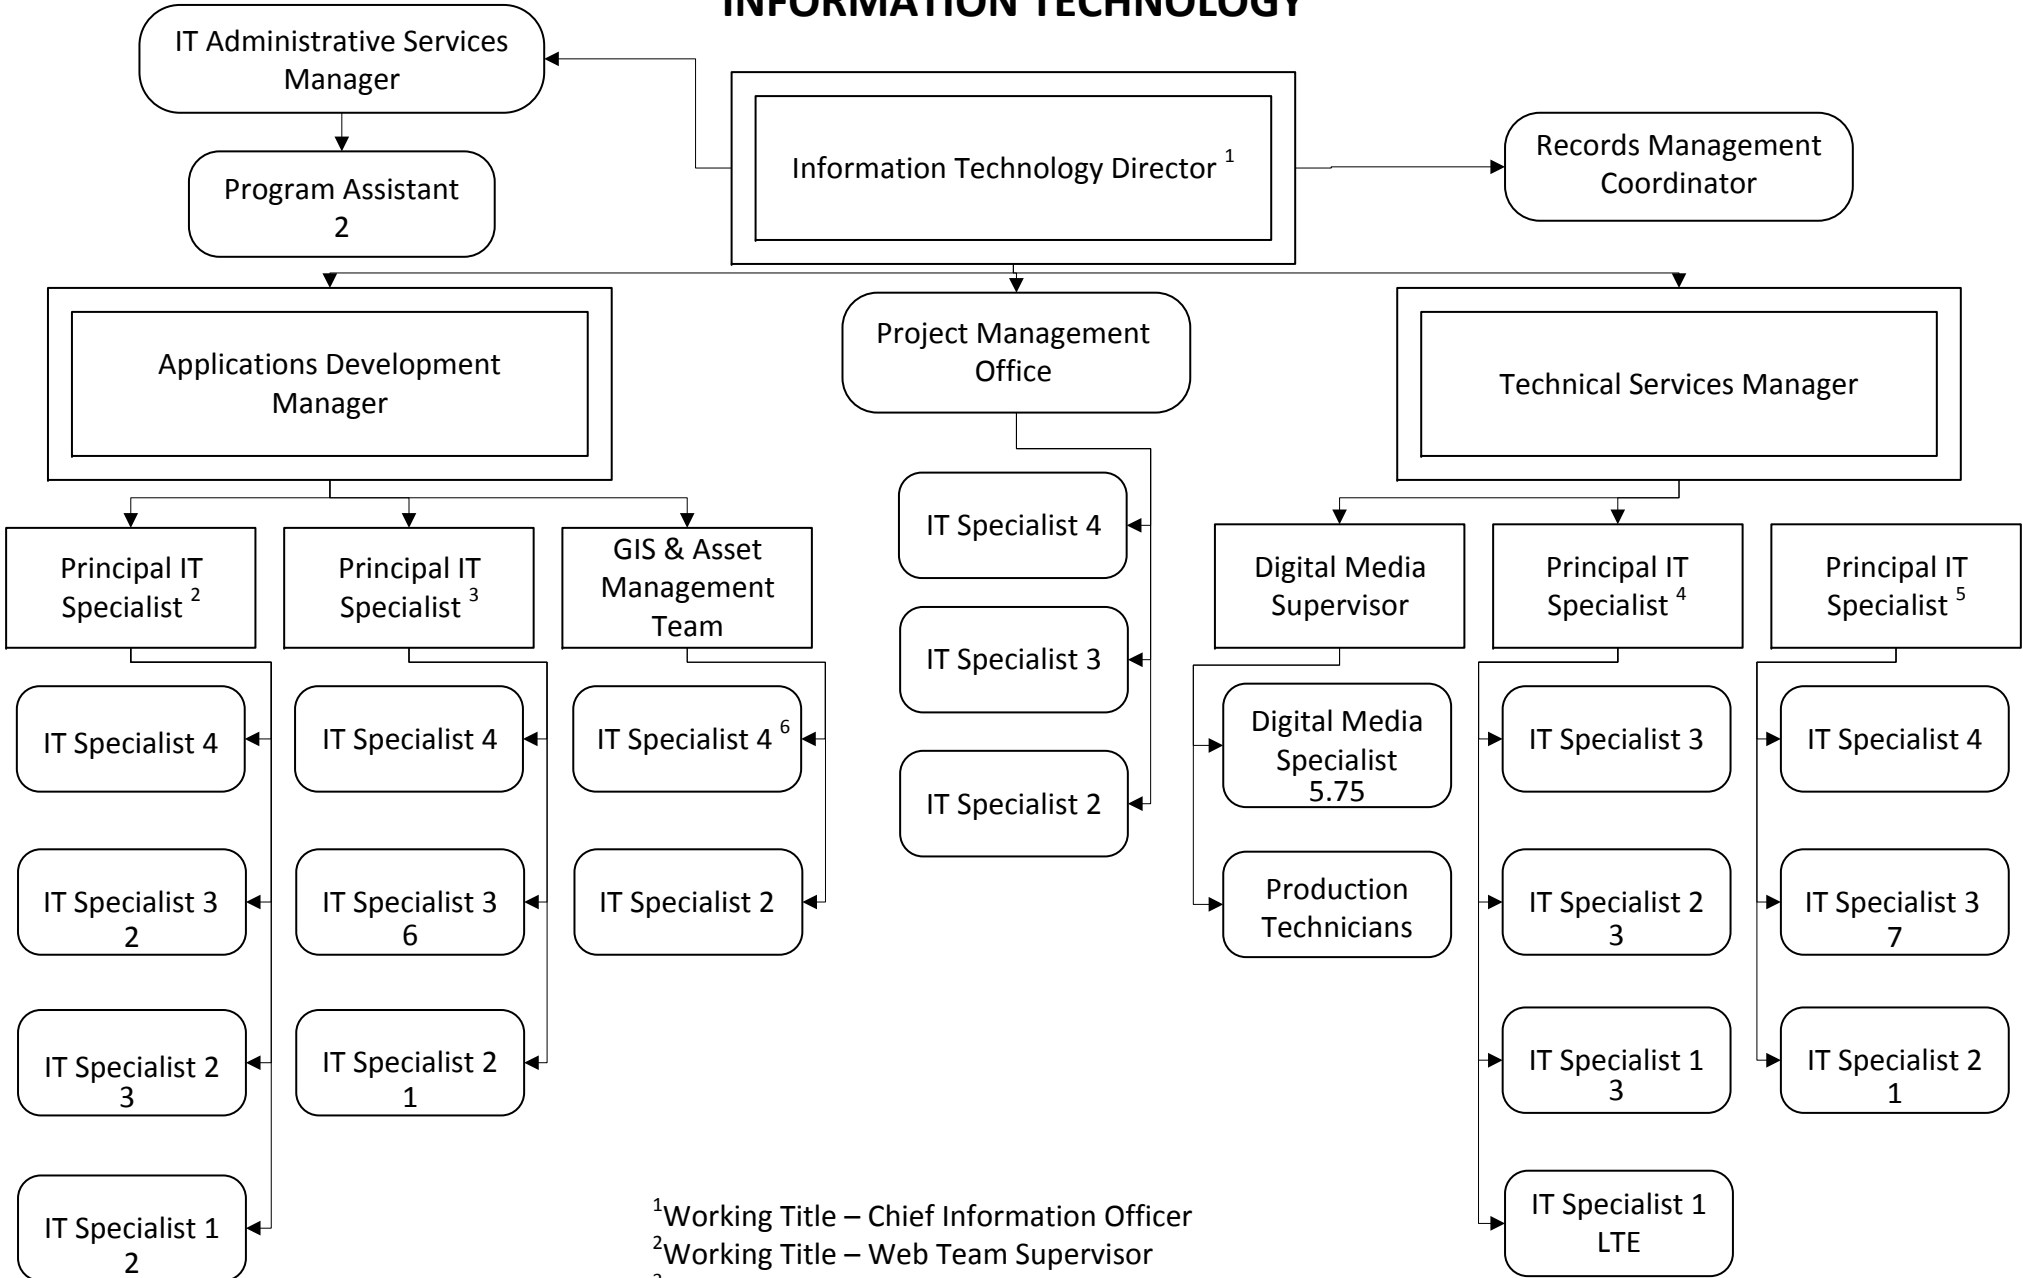 INFORMATION TECHNOLOGY
IT Administrative Services
Manager
Program Assistant
2
Information Technology Director 1
Records Management
Coordinator
Applications Development
Manager
Project Management
Office
Technical Services Manager
Principal IT
Specialist 2
Principal IT
Specialist 3
GIS & Asset
Management
Team
IT Specialist 4
IT Specialist 3
2
IT Specialist 2
3
IT Specialist 1
2
IT Specialist 4
IT Specialist 3
6
IT Specialist 2
1
IT Specialist 4 6
IT Specialist 2
IT Specialist 4
IT Specialist 3
IT Specialist 2
Digital Media
Supervisor
Principal IT
Specialist 4
Principal IT
Specialist 5
Digital Media
Specialist
5.75
Production
Technicians
IT Specialist 3
IT Specialist 2
3
IT Specialist 1
3
IT Specialist 1
LTE
IT Specialist 4
IT Specialist 3
7
IT Specialist 2
1
1Working Title – Chief Information Officer
2Working Title – Web Team Supervisor